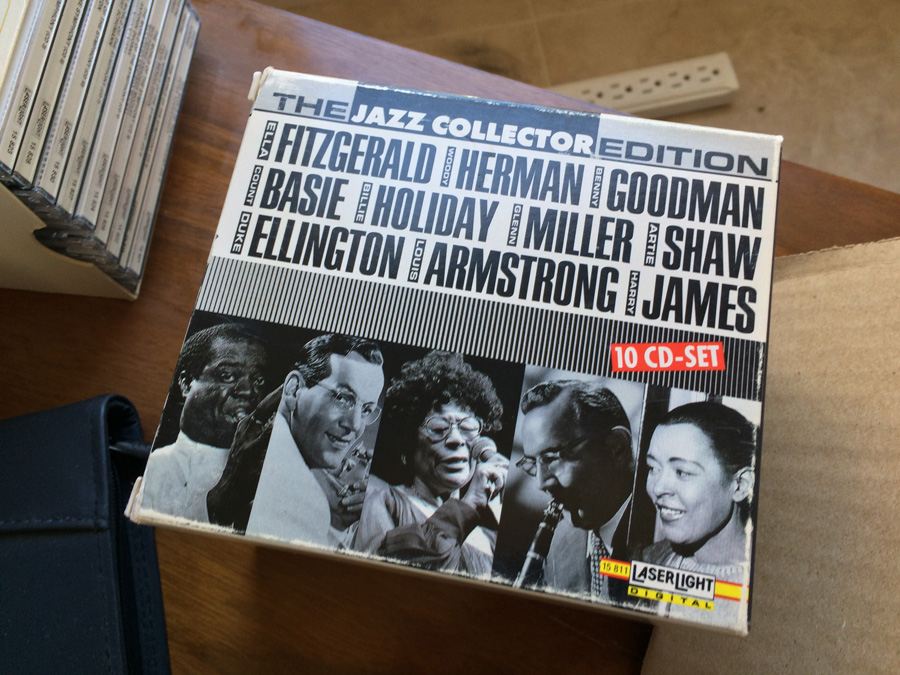 THE JAZZ COLLECTOR EDITION
ELLA FITZGERALD WOODY HERMAN BENNY GOODMAN
COUNT BASIE BILLIE HOLIDAY GLENN MILLER ARTIE SHAW
DUKE ELLINGTON LOUIS ARMSTRONG HARRY JAMES
10 CD-SET
15 811 LASERLIGHT
DIGITAL